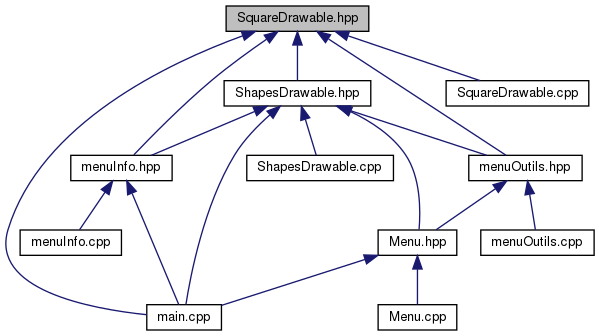 SquareDrawable.hpp
ShapesDrawable.hpp
SquareDrawable.cpp
menuInfo.hpp
ShapesDrawable.cpp
menuOutils.hpp
menuInfo.cpp
Menu.hpp
menuOutils.cpp
main.cpp
Menu.cpp